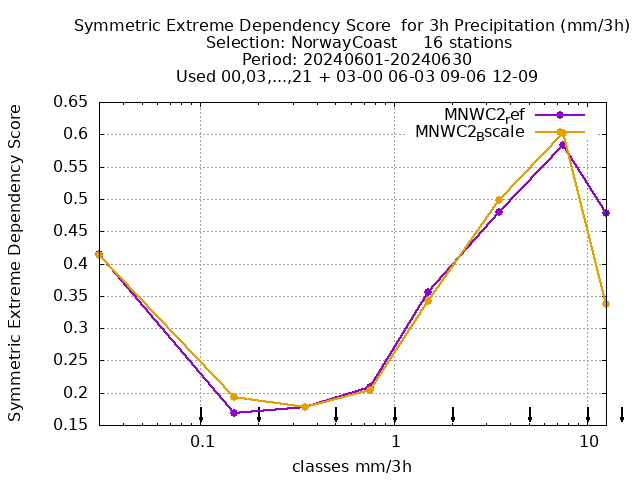 Symmetric Extreme Dependency Score  for 3h Precipitation (mm/3h)
Selection: NorwayCoast     16 stations
Period: 20240601-20240630
Used 00,03,...,21 + 03-00 06-03 09-06 12-09
Symmetric Extreme Dependency Score
0.65
0.6
0.55
0.5
0.45
0.4
0.35
0.3
0.25
0.2
0.15
MNWC2ref
MNWC2Bscale
0.1
1
10
classes mm/3h